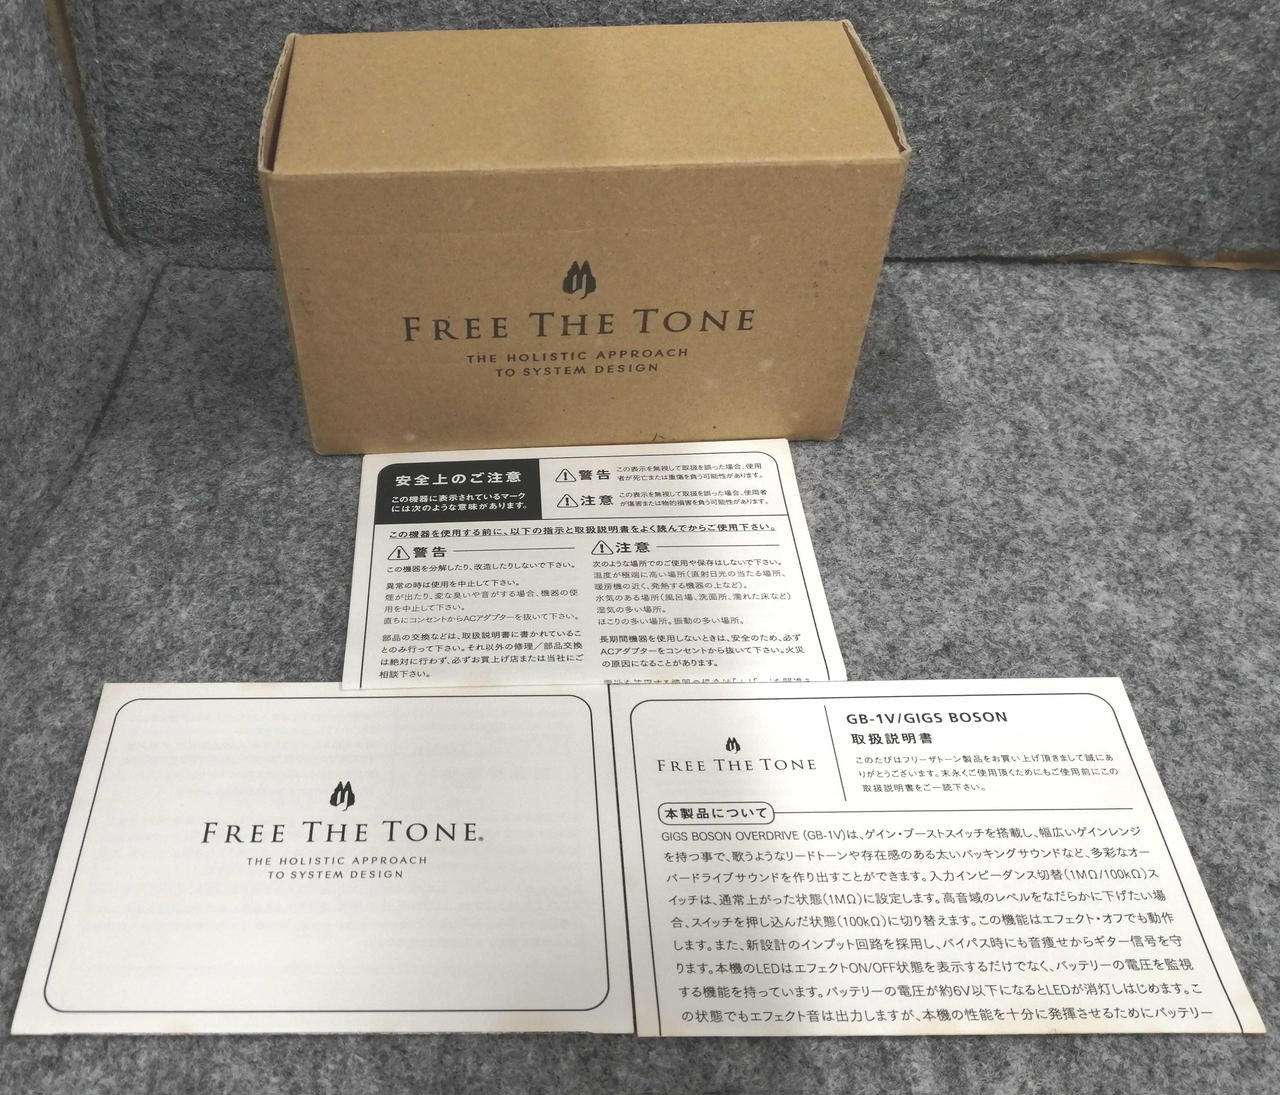 FREE THE TONE
THE HOLISTIC APPROACH
TO SYSTEM DESIGN
安全上のご注意
この機器に表示されているマーク
には次のような意味があります。
警告
この表示を無視して取扱を誤った場合、使用
者が死亡または重傷を負う可能性があります。
注意
この表示を無視して取扱を誤った場合、使用者
が傷害または物的損害を負う可能性があります。
この機器を使用する前に、以下の指示と取扱説明書をよく読んでからご使用下さい。
警告
この機器を分解したり、改造したりしないで下さい。
異常の時は使用を中止して下さい。
煙が出たり、変な臭いや音がする場合、機器の使
用を中止して下さい。
直ちにコンセントからACアダプターを抜いて下さい。
部品の交換などは、取扱説明書に書かれているこ
とのみ行って下さい。それ以外の修理／部品交換
は絶対に行わず、必ずお買上げ店または当社にご
相談下さい。
注意
次のような場所でのご使用や保存はしないで下さい。
温度が極端に高い場所（直射日光の当たる場所、
暖房機の近く、発熱する機器の上など）。
水気のある場所（風呂場、洗面所、濡れた床など）
湿気の多い場所。
ほこりの多い場所。振動の多い場所。
長期間機器を使用しないときは、安全のため、必ず
ACアダプターをコンセントから抜いて下さい。火災
の原因になることがあります。
FREE THE TONE®
THE HOLISTIC APPROACH
TO SYSTEM DESIGN
FREE THE TONE
GB-1V/GIGS BOSON
取扱説明書
このたびはフリーザトーン製品をお買い上げ頂きまして誠にあ
りがとうございます。末永くご使用頂くためにもご使用前にこの
取扱説明書をご一読下さい。
本製品について
GIGS BOSON OVERDRIVE (GB-1V)は、ゲイン・ブーストスイッチを搭載し、幅広いゲインレンジ
を持つ事で、歌うようなリードトーンや存在感のある太いバッキングサウンドなど、多彩なオー
バードライブサウンドを作り出すことができます。入力インピーダンス切替（1MΩ/100kΩ）ス
イッチは、通常上がった状態（1MΩ）に設定します。高音域のレベルをなだらかに下げたい場
合、スイッチを押し込んだ状態（100kΩ）に切り替えます。この機能はエフェクト・オフでも動作
します。また、新設計のインプット回路を採用し、バイパス時にも音痩せからギター信号を守
ります。本機のLEDはエフェクトON/OFF状態を表示するだけでなく、バッテリーの電圧を監視
する機能を持っています。バッテリーの電圧が約6V以下になるとLEDが消灯しはじめます。こ
の状態でもエフェクト音は出力しますが、本機の性能を十分に発揮させるためにバッテリー